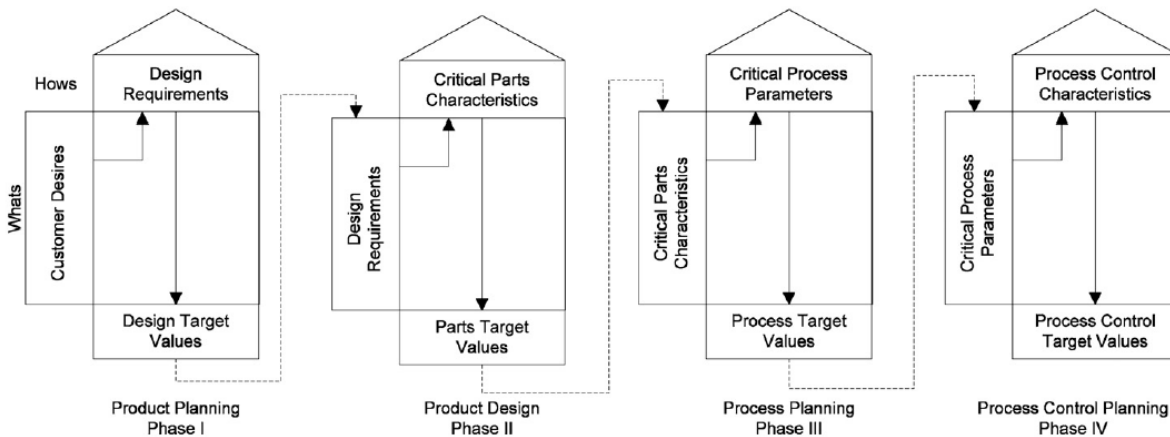 Hows
Design
Requirements
Whats
Customer Desires
Design Target
Values
Product Planning
Phase I
Critical Parts
Characteristics
Design
Requirements
Parts Target
Values
Product Design
Phase II
Critical Process
Parameters
Critical Parts
Characteristics
Process Target
Values
Process Planning
Phase III
Process Control
Characteristics
Critical Process
Parameters
Process Control
Target Values
Process Control Planning
Phase IV